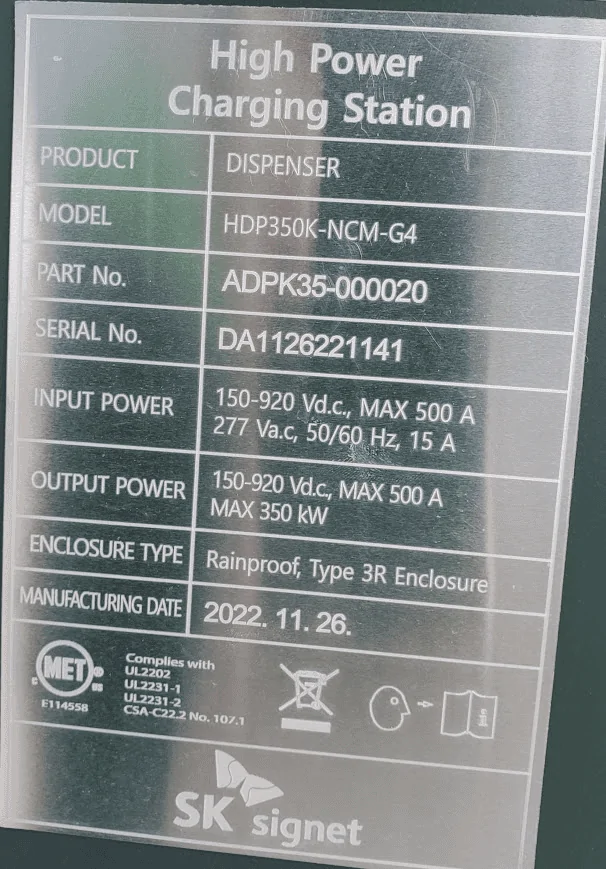 High Power
Charging Station
PRODUCT DISPENSER
MODEL HDP350K-NCM-G4
PART No. ADPK35-000020
SERIAL No. DA1126221141
INPUT POWER 150-920 Vd.c., MAX 500 A
277 Va.c, 50/60 Hz, 15 A
OUTPUT POWER 150-920 Vd.c., MAX 500 A
MAX 350 kW
ENCLOSURE TYPE Rainproof, Type 3R Enclosure
MANUFACTURING DATE 2022. 11. 26.
MET
C US
E114558
Complies with
UL2202
UL2231-1
UL2231-2
CSA-C22.2 No. 107.1
SK signet